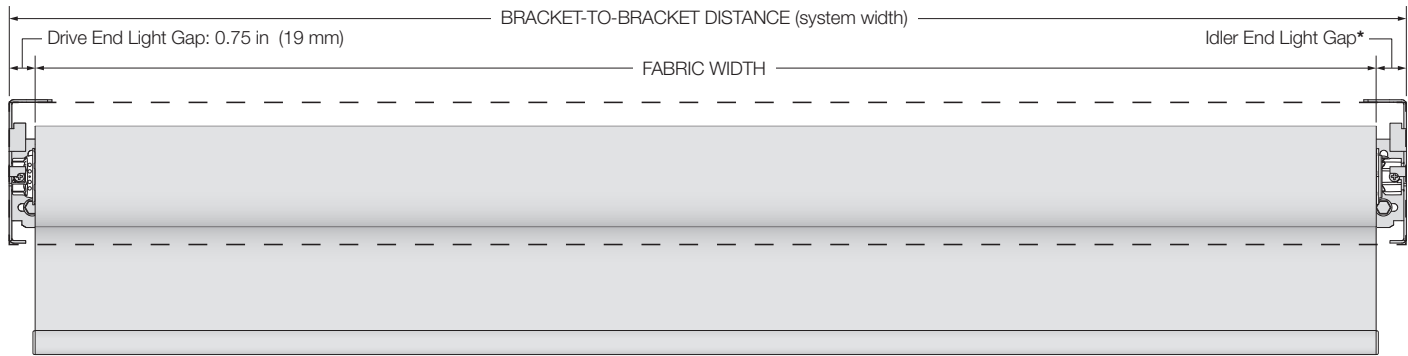 BRACKET-TO-BRACKET DISTANCE (system width)
Drive End Light Gap: 0.75 in (19 mm)
Idler End Light Gap*
FABRIC WIDTH